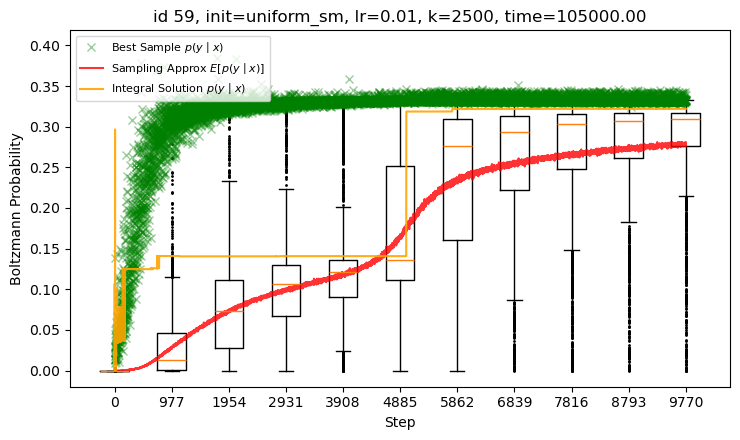 id 59, init=uniform_sm, lr=0.01, k=2500, time=105000.00
Best Sample p(y | x)
Sampling Approx E[p(y | x)]
Integral Solution p(y | x)
Boltzmann Probability
0.40
0.35
0.30
0.25
0.20
0.15
0.10
0.05
0.00
0 977 1954 2931 3908 4885 5862 6839 7816 8793 9770
Step